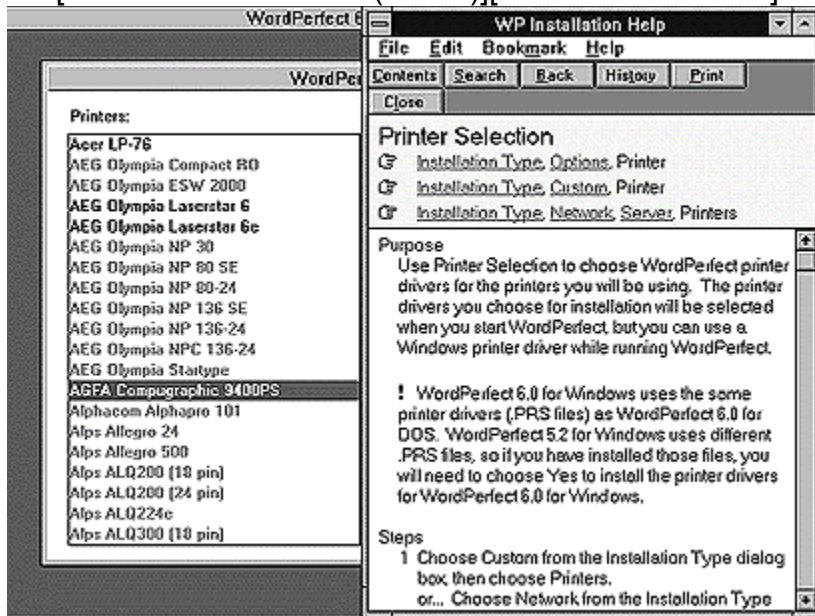 WordPerfect 6
WordPer
Printers:
Acer LP-76
AEG Olympia Compact RO
AEG Olympia ESW 2000
AEG Olympia Laserstar 6
AEG Olympia Laserstar 6e
AEG Olympia NP 30
AEG Olympia NP 80 SE
AEG Olympia NP 80-24
AEG Olympia NP 136 SE
AEG Olympia NP 136-24
AEG Olympia NPC 136-24
AEG Olympia Startype
AGFA Compugraphic 9400PS
Alphacom Alphapro 101
Alps Allegro 24
Alps Allegro 500
Alps ALQ200 (18 pin)
Alps ALQ200 (24 pin)
Alps ALQ224e
Alps ALQ300 (18 pin)
WP Installation Help
File Edit Bookmark Help
Contents Search Back History Print
Close
Printer Selection
Installation Type, Options, Printer
Installation Type, Custom, Printer
Installation Type, Network, Server, Printers
Purpose
Use Printer Selection to choose WordPerfect printer
drivers for the printers you will be using. The printer
drivers you choose for installation will be selected
when you start WordPerfect, but you can use a
Windows printer driver while running WordPerfect.
! WordPerfect 6.0 for Windows uses the same
printer drivers (.PRS files) as WordPerfect 6.0 for
DOS. WordPerfect 5.2 for Windows uses different
.PRS files, so if you have installed those files, you
will need to choose Yes to install the printer drivers
for WordPerfect 6.0 for Windows.
Steps
1 Choose Custom from the Installation Type dialog
box, then choose Printers.
or... Choose Network from the Installation Type